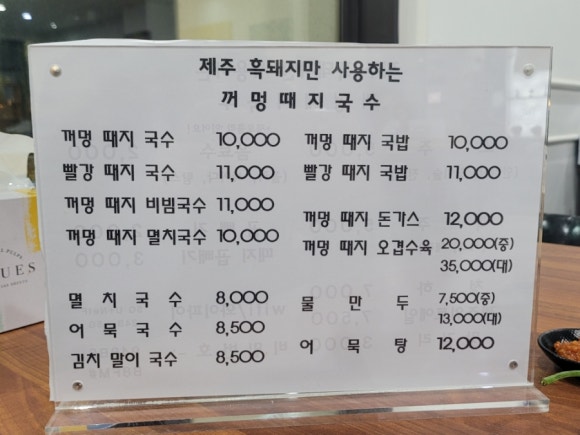 제주 흑돼지만 사용하는
꺼멍때지국수
꺼멍 때지 국수 10,000
빨강 때지 국수 11,000
꺼멍 때지 비빔국수 11,000
꺼멍 때지 멸치국수 10,000
멸치국수 8,000
어묵국수 8,500
김치 말이 국수 8,500
꺼멍 때지 국밥 10,000
빨강 때지 국밥 11,000
꺼멍 때지 돈가스 12,000
꺼멍 때지 오겹수육 20,000(중)
35,000(대)
물만두 7,500(중)
13,000(대)
어묵탕 12,000
UES